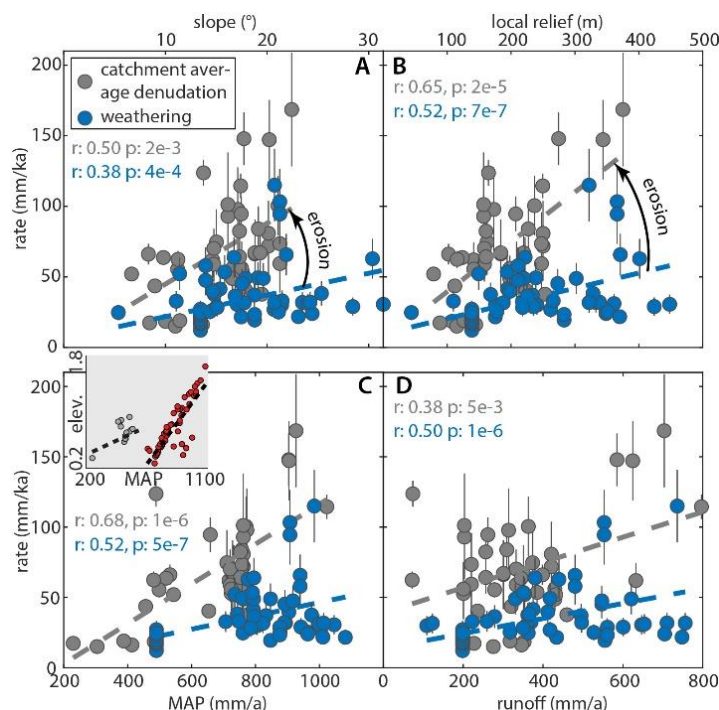 slope (°)
local relief (m)
10 20 30
0 100 200 300 400 500
200
150
100
50
0
rate (mm/ka)
A
catchment aver-
age denudation
weathering
r: 0.50 p: 2e-3
r: 0.38 p: 4e-4
erosion
B
r: 0.65, p: 2e-5
r: 0.52, p: 7e-7
erosion
200
150
100
50
0
rate (mm/ka)
C
1.8
elev.
0.2
200 MAP 1100
r: 0.68, p: 1e-6
r: 0.52, p: 5e-7
D
r: 0.38 p: 5e-3
r: 0.50 p: 1e-6
200 400 600 800 1000
0 200 400 600 800
MAP (mm/a)
runoff (mm/a)